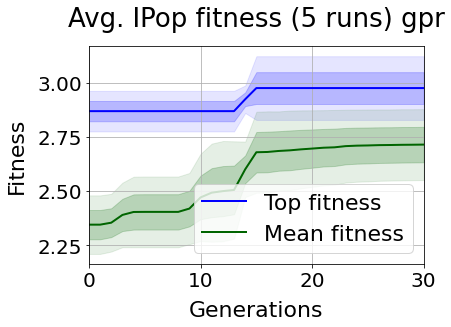 Avg. IPop fitness (5 runs) gpr
3.00
2.75
2.50
2.25
Fitness
Top fitness
Mean fitness
0 10 20 30
Generations